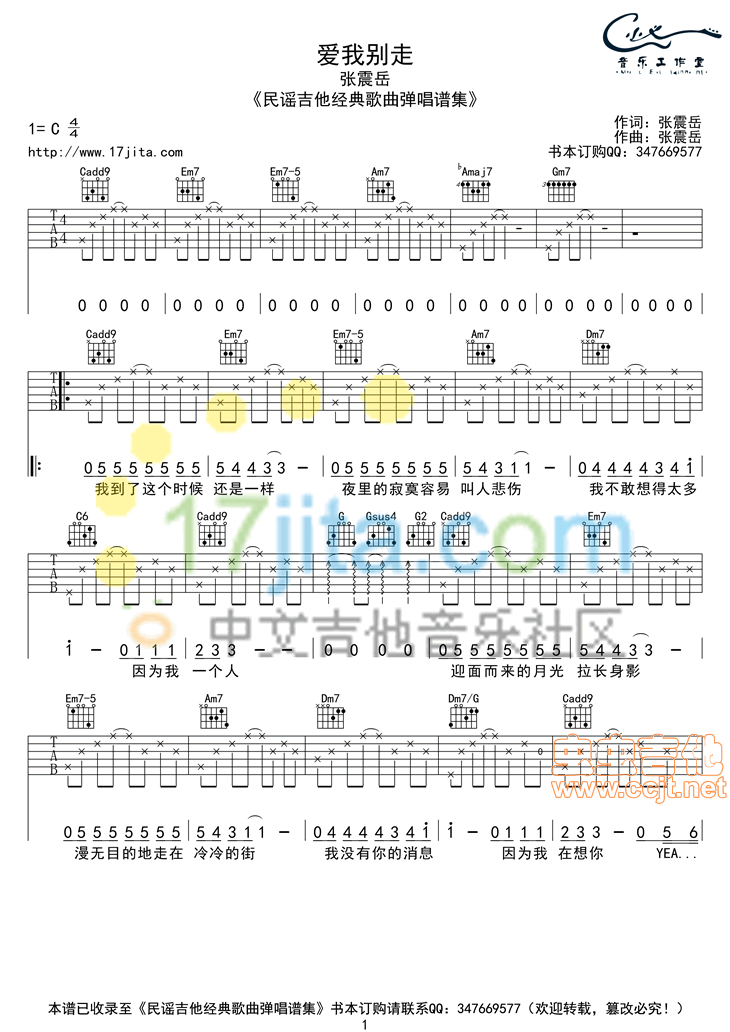 爱我别走
张震岳
《民谣吉他经典歌曲弹唱谱集》
音乐工作室
1= C 4/4
作词：张震岳
作曲：张震岳
http://www.17jita.com
书本订购QQ：347669577
Cadd9 Em7 Em7-5 Am7 ♭Amaj7 Gm7
T A B 4 4
0 0 0 0 0 0 0 0 0 0 0 0 0 0 0 0 0 0 0 0 0 0 0 0
Cadd9 Em7 Em7-5 Am7 Dm7
T A B
0 5 5 5 5 5 5 5 5 4 4 3 3 - 0 5 5 5 5 5 5 5 5 4 3 1 1 - 0 4 4 4 4 3 4 1
我到了这个时候 还是一样 夜里的寂寞容易 叫人悲伤 我不敢想得太多
C6 Cadd9 G Gsus4 G2 Cadd9 Em7
T A B
17jita.com
中文吉他音乐社区
1 - 0 1 1 1 2 3 3 - - 0 5 5 5 5 5 5 5 5 4 4 3 3 -
因为我 一个人 迎面而来的月光 拉长身影
Em7-5 Am7 Dm7 Dm7/G Cadd9
T A B 0
虫虫吉他
www.ccjt.net
0 5 5 5 5 5 5 5 5 4 3 1 1 - 0 4 4 4 4 3 4 1 1 - 0 1 1 1 2 3 3 - 0 5 6
漫无目的地走在 冷冷的街 我没有你的消息 因为我 在想你 YEA...
本谱已收录至《民谣吉他经典歌曲弹唱谱集》书本订购请联系QQ：347669577（欢迎转载，篡改必究！）
1